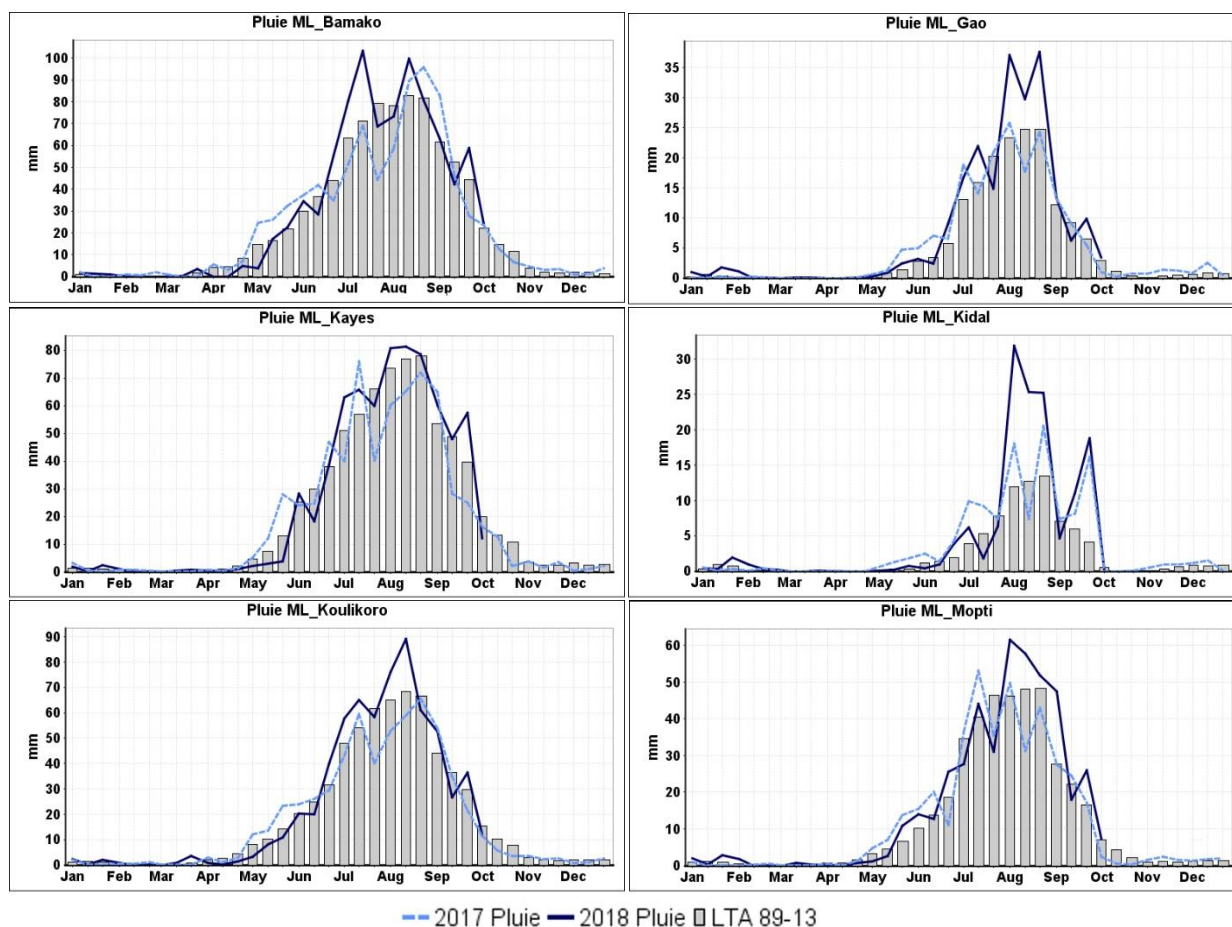 Pluie ML_Bamako
mm
100
90
80
70
60
50
40
30
20
10
0
Jan Feb Mar Apr May Jun Jul Aug Sep Oct Nov Dec
Pluie ML_Gao
mm
35
30
25
20
15
10
5
0
Jan Feb Mar Apr May Jun Jul Aug Sep Oct Nov Dec
Pluie ML_Kayes
mm
80
70
60
50
40
30
20
10
0
Jan Feb Mar Apr May Jun Jul Aug Sep Oct Nov Dec
Pluie ML_Kidal
mm
30
25
20
15
10
5
0
Jan Feb Mar Apr May Jun Jul Aug Sep Oct Nov Dec
Pluie ML_Koulikoro
mm
90
80
70
60
50
40
30
20
10
0
Jan Feb Mar Apr May Jun Jul Aug Sep Oct Nov Dec
Pluie ML_Mopti
mm
60
50
40
30
20
10
0
Jan Feb Mar Apr May Jun Jul Aug Sep Oct Nov Dec
2017 Pluie 2018 Pluie LTA 89-13